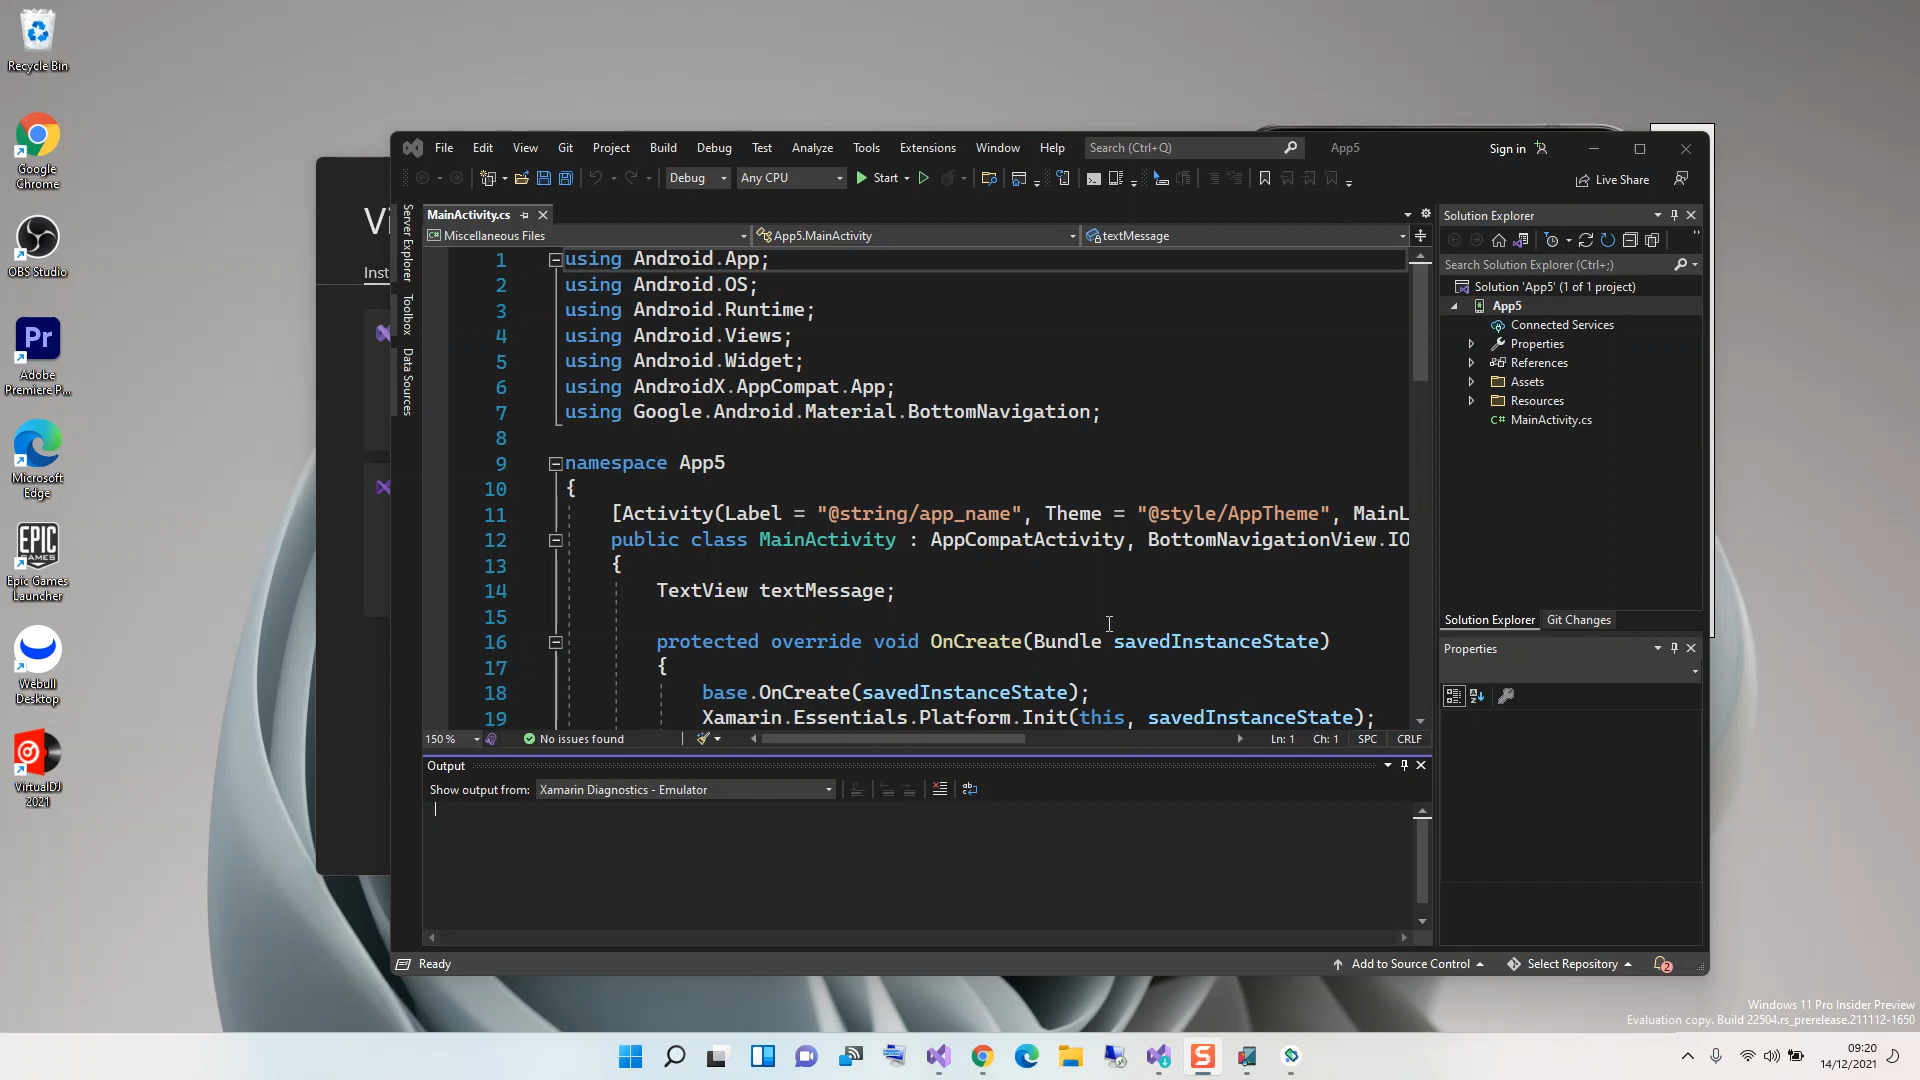 Recycle Bin
Google
Chrome
OBS Studio
Pr
Adobe
Premiere P...
Microsoft
Edge
EPIC
GAMES
Epic Games
Launcher
Webull
Desktop
VirtualDJ
2021
Vi
Inst
File Edit View Git Project Build Debug Test Analyze Tools Extensions Window Help Search (Ctrl+Q) App5 Sign in
Debug Any CPU Start Live Share
Server Explorer
Toolbox
Data Sources
MainActivity.cs
C# Miscellaneous Files App5.MainActivity textMessage
1 using Android.App;
2 using Android.OS;
3 using Android.Runtime;
4 using Android.Views;
5 using Android.Widget;
6 using AndroidX.AppCompat.App;
7 using Google.Android.Material.BottomNavigation;
8
9 namespace App5
10 {
11 [Activity(Label = "@string/app_name", Theme = "@style/AppTheme", MainL
12 public class MainActivity : AppCompatActivity, BottomNavigationView.IO
13 {
14 TextView textMessage;
15
16 protected override void OnCreate(Bundle savedInstanceState)
17 {
18 base.OnCreate(savedInstanceState);
19 Xamarin.Essentials.Platform.Init(this, savedInstanceState);
150 % No issues found Ln: 1 Ch: 1 SPC CRLF
Output
Show output from: Xamarin Diagnostics - Emulator
Solution Explorer
Search Solution Explorer (Ctrl+;)
Solution 'App5' (1 of 1 project)
App5
Connected Services
Properties
References
Assets
Resources
C# MainActivity.cs
Solution Explorer Git Changes
Properties
Ready Add to Source Control Select Repository 2
Windows 11 Pro Insider Preview
Evaluation copy. Build 22504.rs_prerelease.211112-1650
S
09:20
14/12/2021